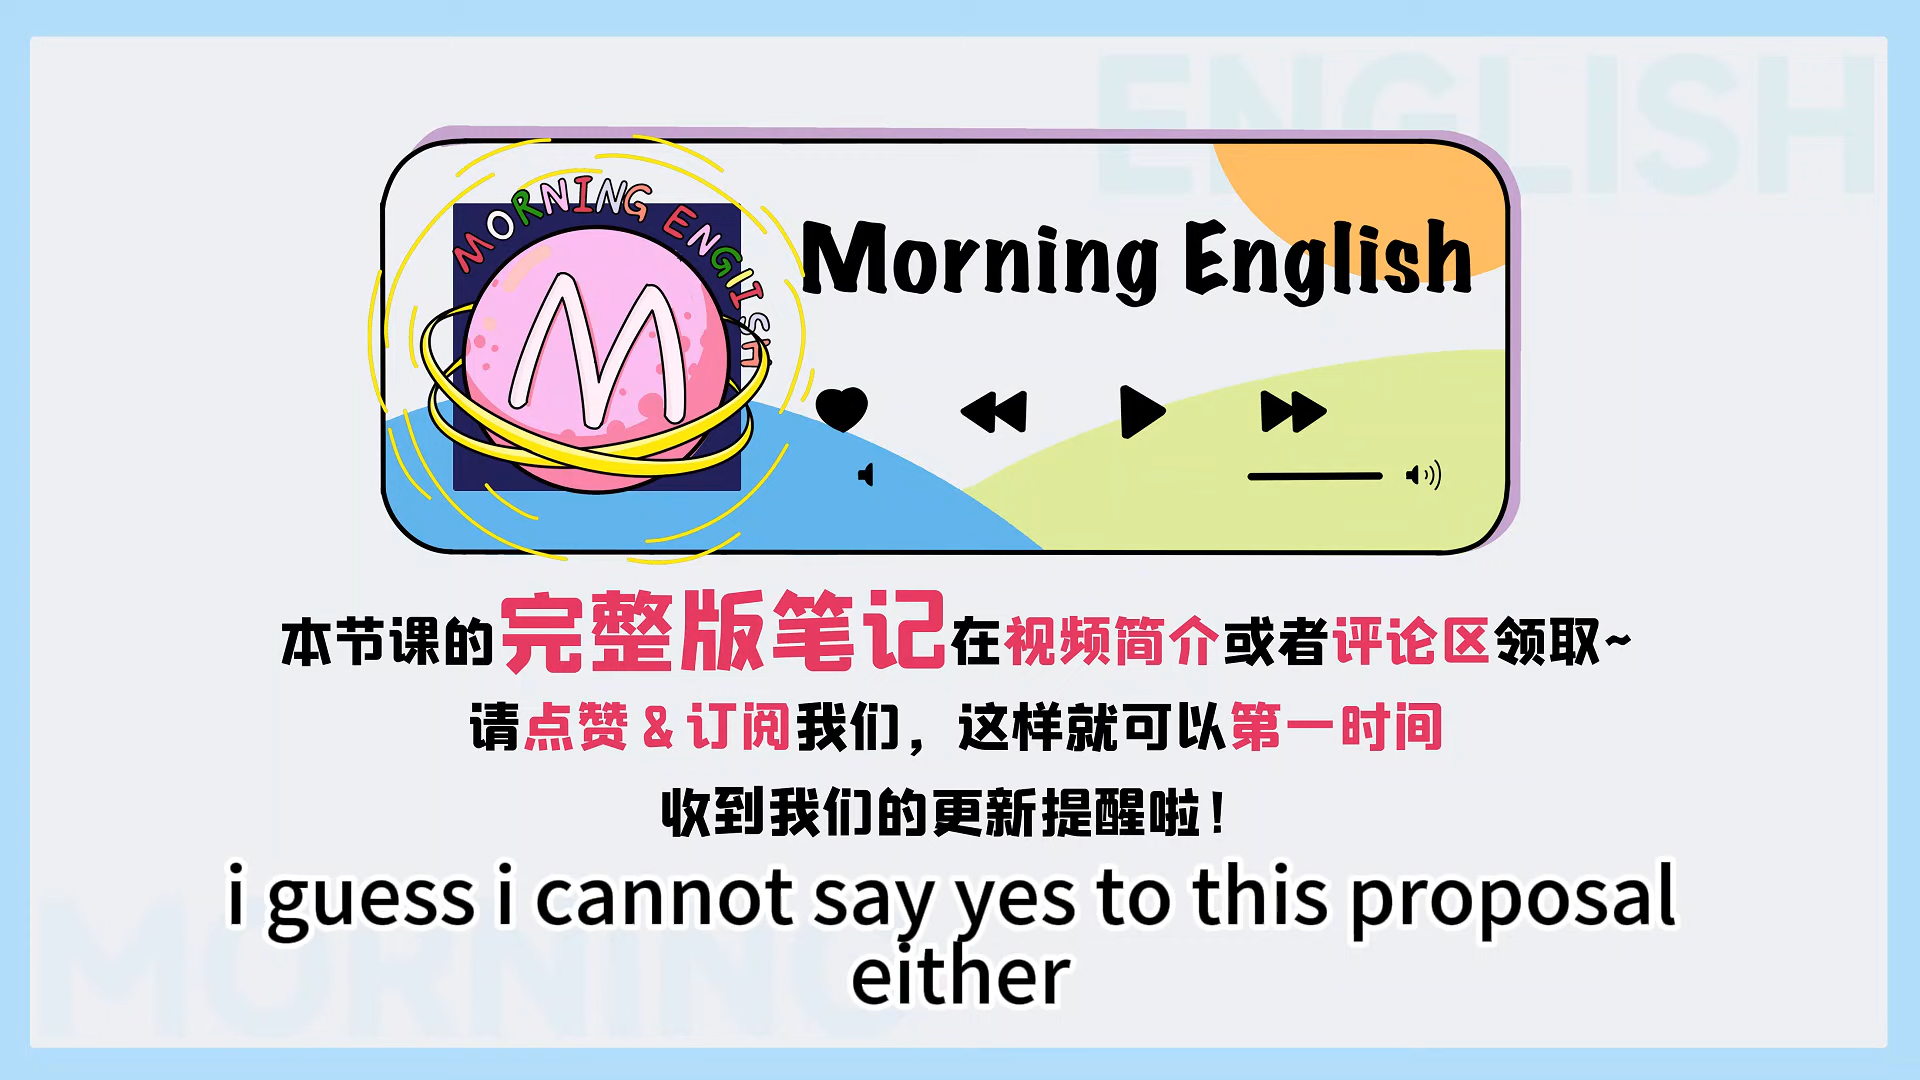 ENGLISH
MORNING ENGLISH
M
Morning English
本节课的完整版笔记在视频简介或者评论区领取~
请点赞&订阅我们，这样就可以第一时间
收到我们的更新提醒啦！
MORNING
i guess i cannot say yes to this proposal
either